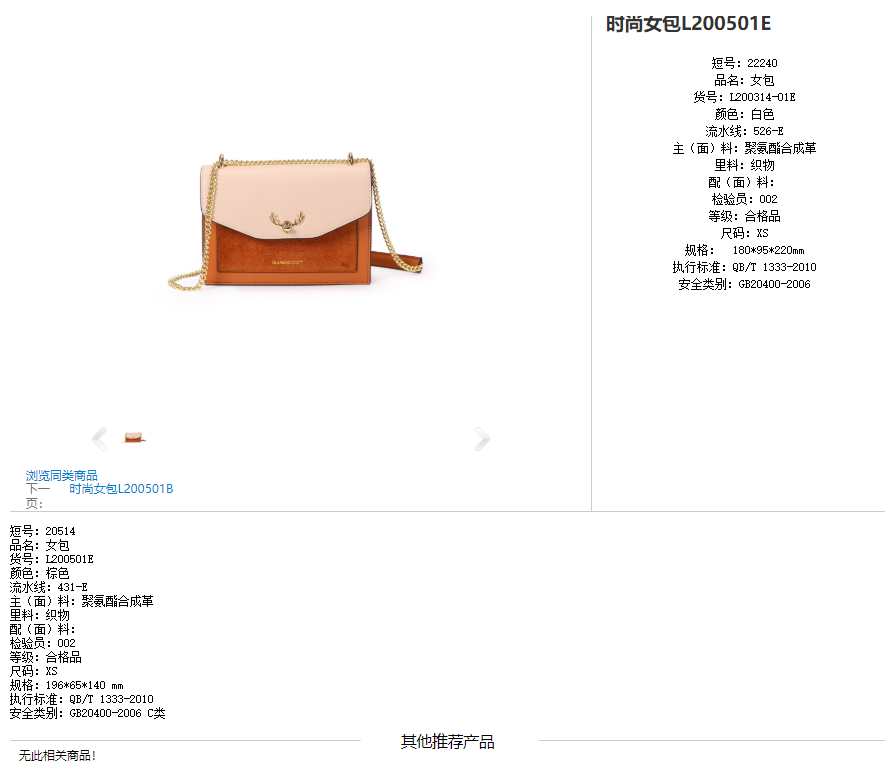 时尚女包L200501E
短号：22240
品名：女包
货号：L200314-01E
颜色：白色
流水线：526-E
主（面）料：聚氨酯合成革
里料：织物
配（面）料：
检验员：002
等级：合格品
尺码：XS
规格： 180*95*220mm
执行标准：QB/T 1333-2010
安全类别：GB20400-2006
浏览同类商品
下一页： 时尚女包L200501B
短号：20514
品名：女包
货号：L200501E
颜色：棕色
流水线：431-E
主（面）料：聚氨酯合成革
里料：织物
配（面）料：
检验员：002
等级：合格品
尺码：XS
规格：196*65*140 mm
执行标准：QB/T 1333-2010
安全类别：GB20400-2006 C类
其他推荐产品
无此相关商品！